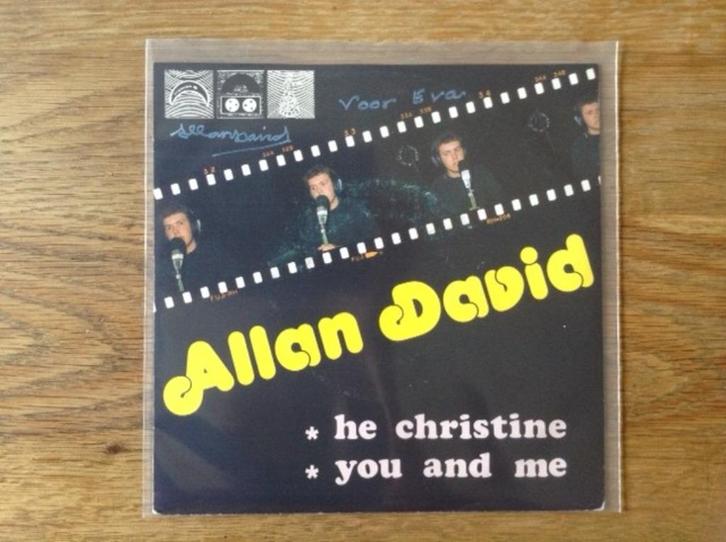 Voor Eva
Allan David
Allan David
* he christine
* you and me